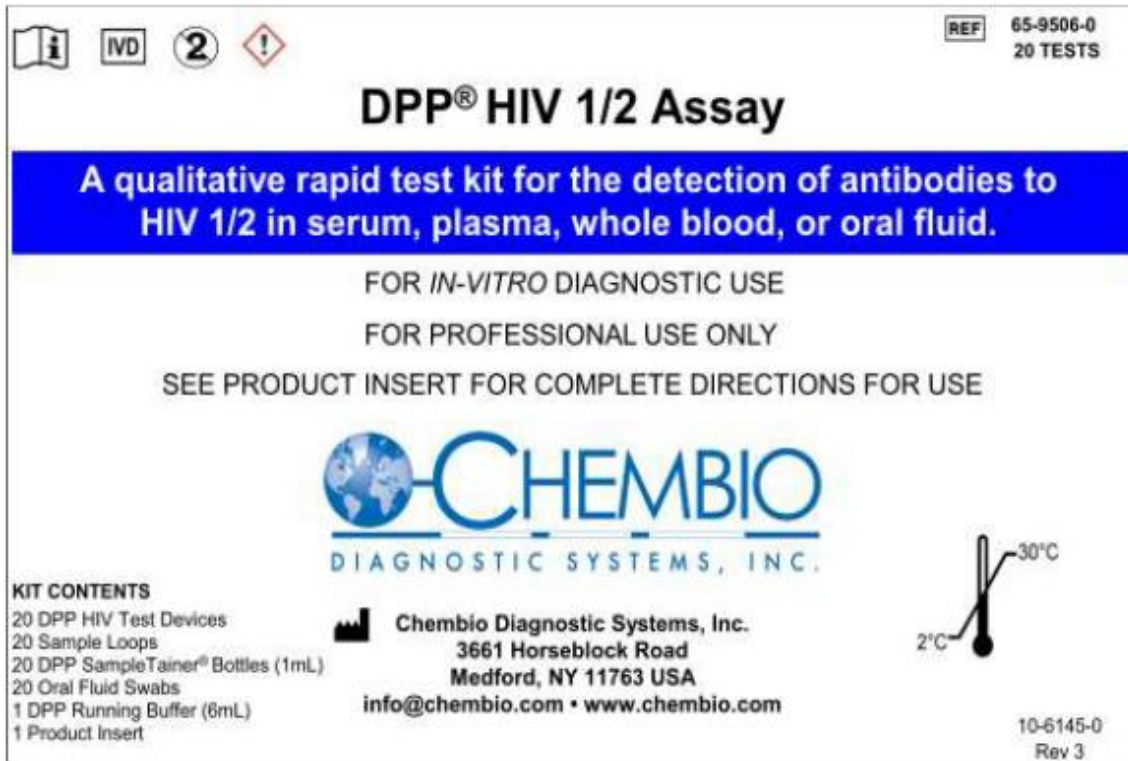 IVD
2
!
REF 65-9506-0
20 TESTS
DPP® HIV 1/2 Assay
A qualitative rapid test kit for the detection of antibodies to
HIV 1/2 in serum, plasma, whole blood, or oral fluid.
FOR IN-VITRO DIAGNOSTIC USE
FOR PROFESSIONAL USE ONLY
SEE PRODUCT INSERT FOR COMPLETE DIRECTIONS FOR USE
CHEMBIO
DIAGNOSTIC SYSTEMS, INC.
KIT CONTENTS
20 DPP HIV Test Devices
20 Sample Loops
20 DPP SampleTainer® Bottles (1mL)
20 Oral Fluid Swabs
1 DPP Running Buffer (6mL)
1 Product Insert
Chembio Diagnostic Systems, Inc.
3661 Horseblock Road
Medford, NY 11763 USA
info@chembio.com • www.chembio.com
30°C
2°C
10-6145-0
Rev 3